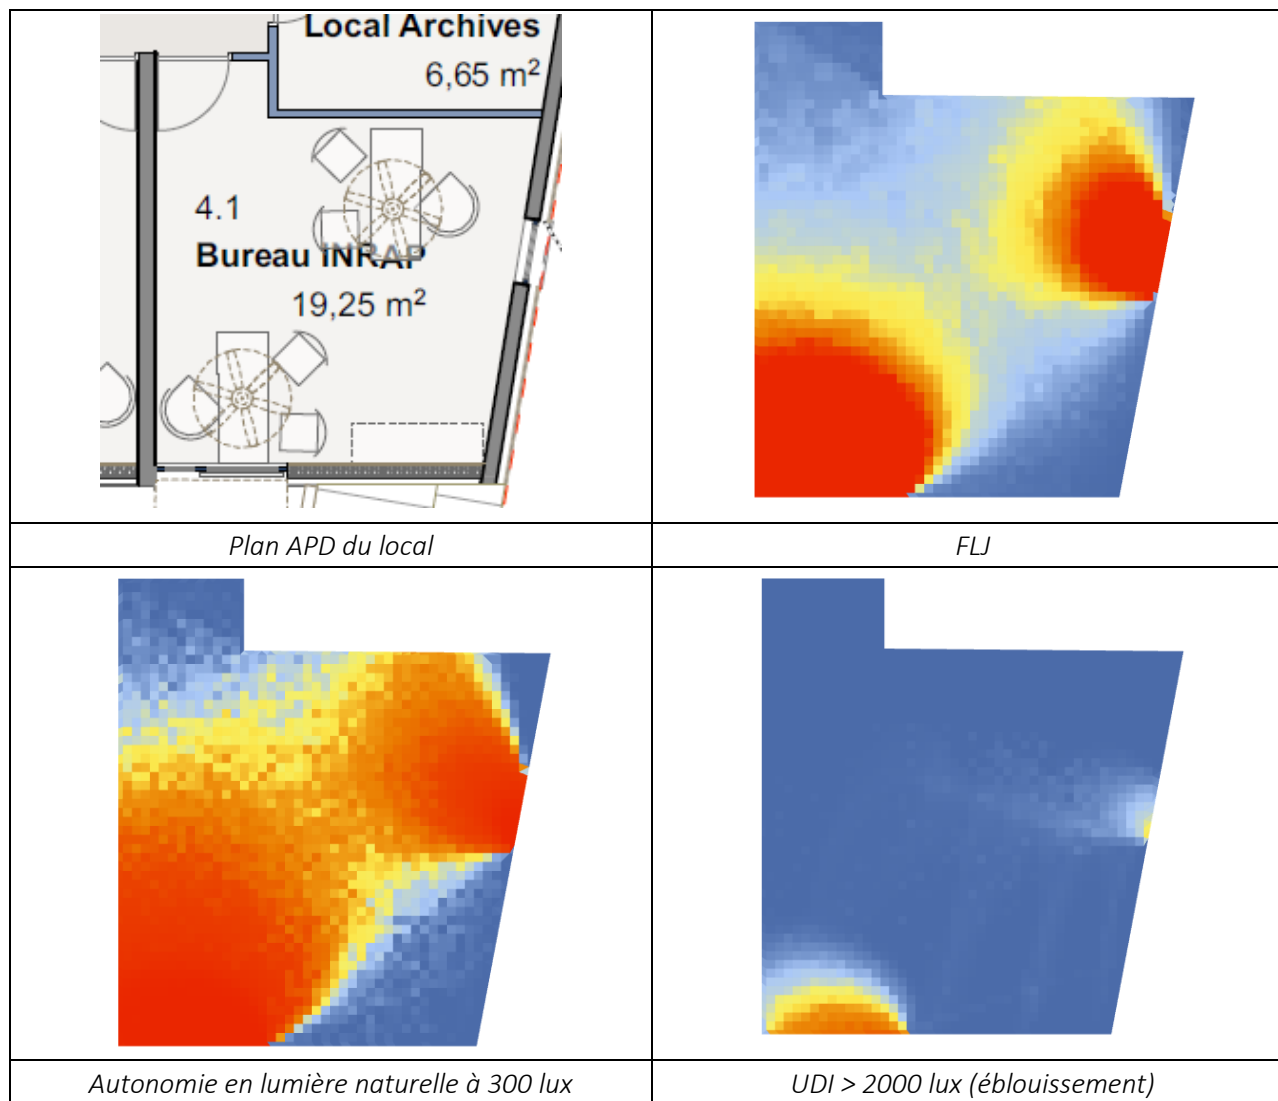 Local Archives
6,65 m²
4.1
Bureau INRAP
19,25 m²
Plan APD du local
FLJ
Autonomie en lumière naturelle à 300 lux
UDI > 2000 lux (éblouissement)